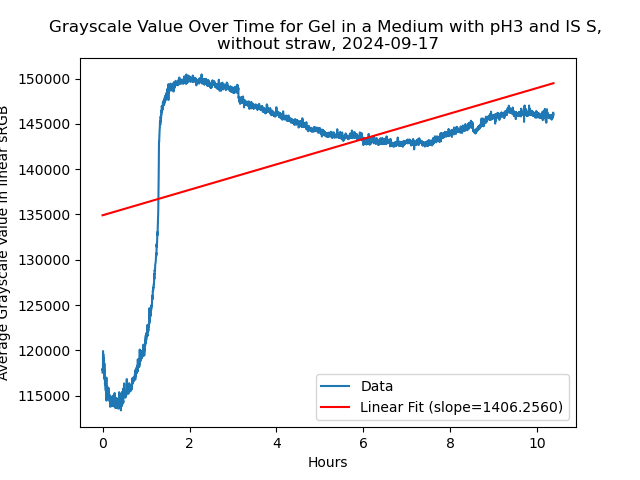 Grayscale Value Over Time for Gel in a Medium with pH3 and IS S,
without straw, 2024-09-17
Average Grayscale Value in linear sRGB
150000
145000
140000
135000
130000
125000
120000
115000
Data
Linear Fit (slope=1406.2560)
0 2 4 6 8 10
Hours